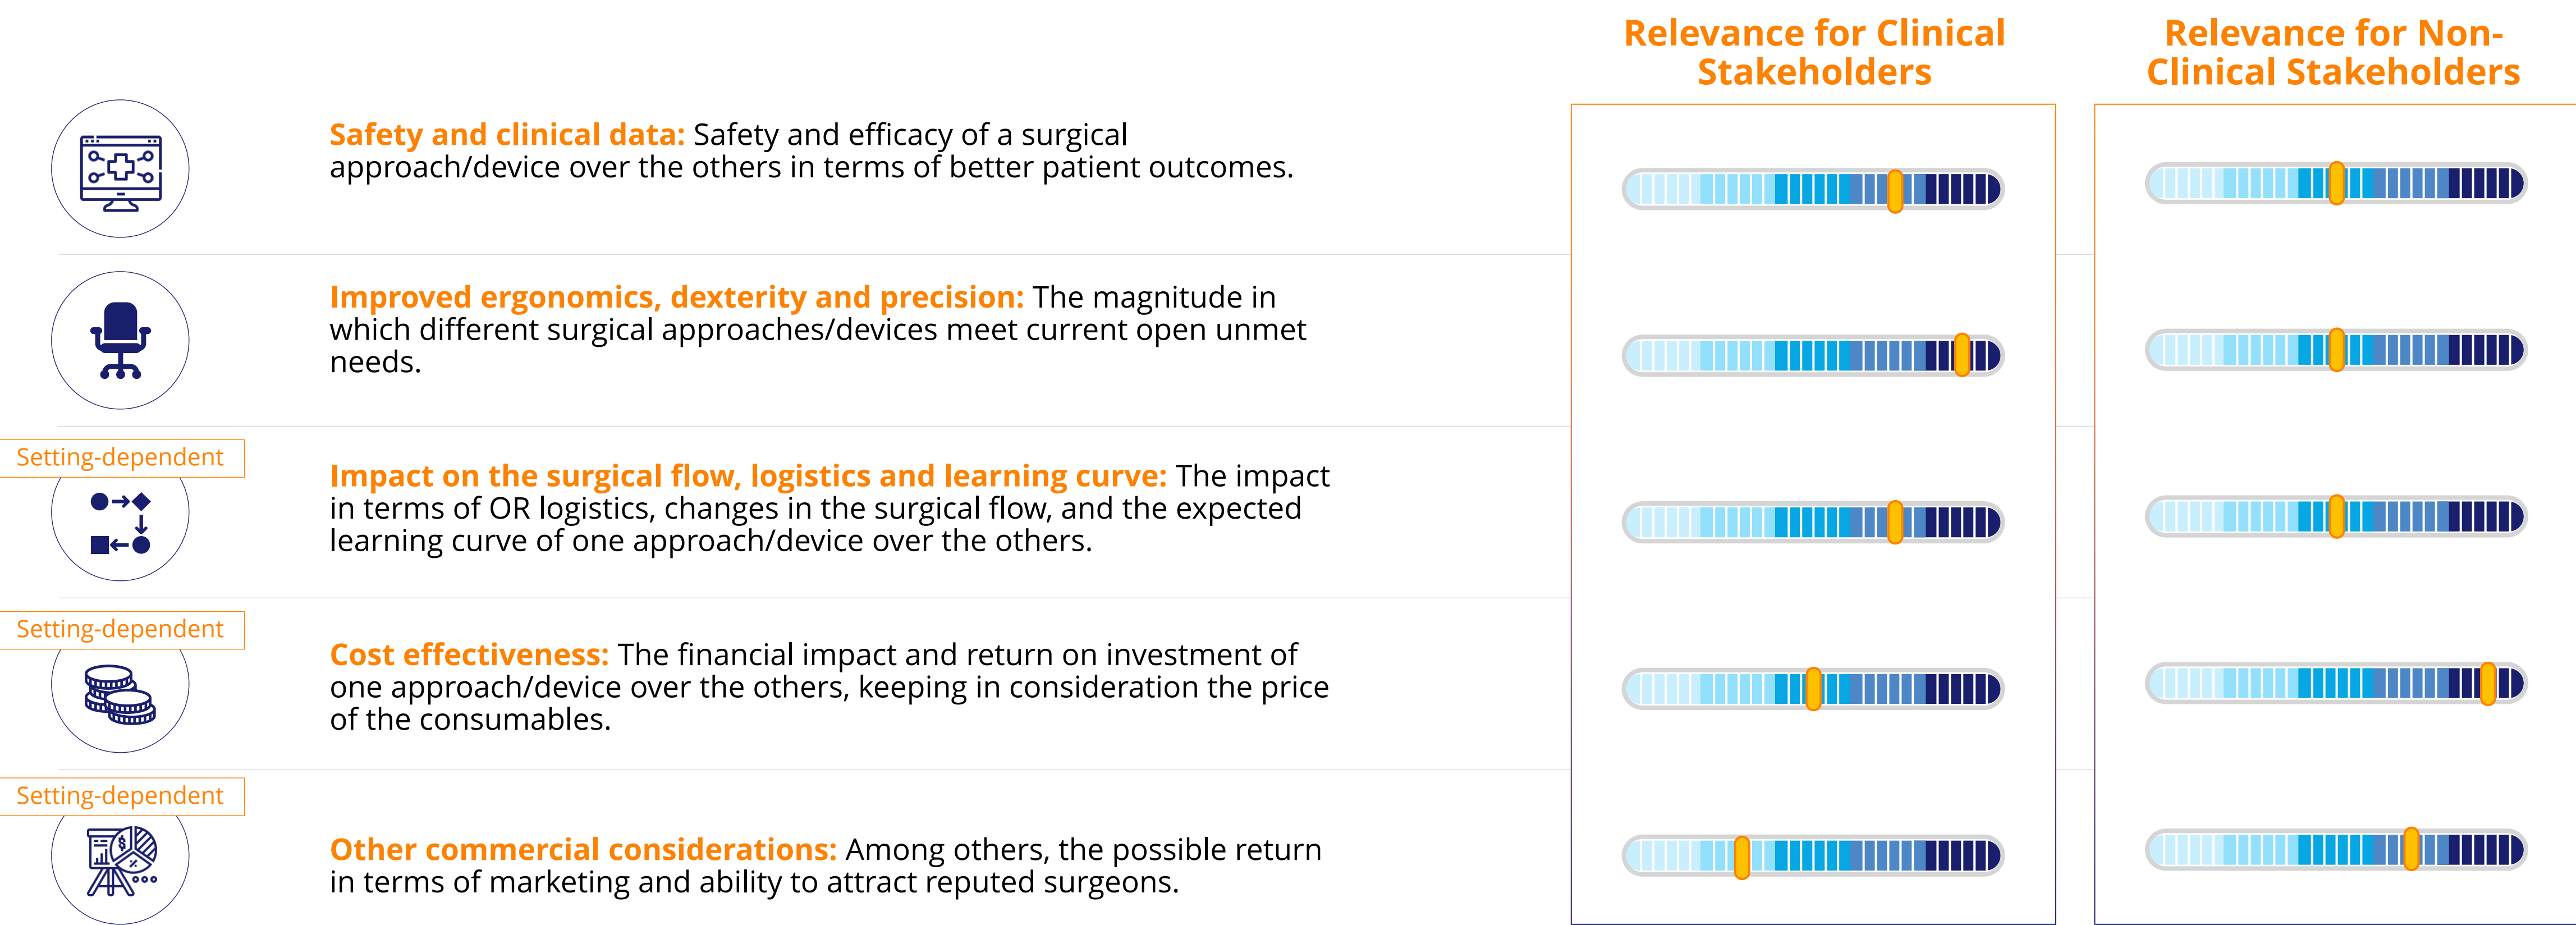 Relevance for Clinical
Stakeholders
Relevance for Non-
Clinical Stakeholders
Safety and clinical data: Safety and efficacy of a surgical
approach/device over the others in terms of better patient outcomes.
Improved ergonomics, dexterity and precision: The magnitude in
which different surgical approaches/devices meet current open unmet
needs.
Setting-dependent
Impact on the surgical flow, logistics and learning curve: The impact
in terms of OR logistics, changes in the surgical flow, and the expected
learning curve of one approach/device over the others.
Setting-dependent
Cost effectiveness: The financial impact and return on investment of
one approach/device over the others, keeping in consideration the price
of the consumables.
Setting-dependent
$
%
Other commercial considerations: Among others, the possible return
in terms of marketing and ability to attract reputed surgeons.